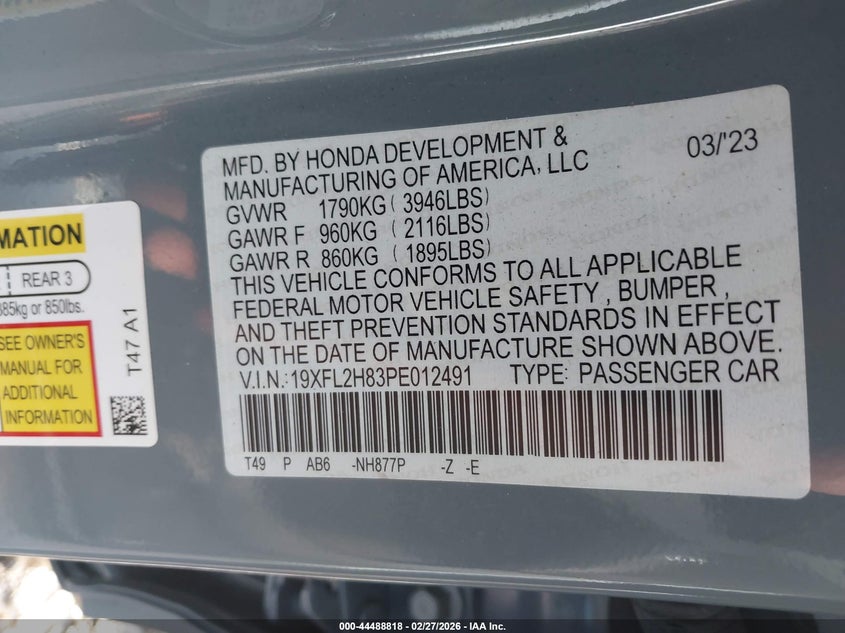 MFD. BY HONDA DEVELOPMENT &
MANUFACTURING OF AMERICA, LLC
03/'23
GVWR 1790KG ( 3946LBS)
GAWR F 960KG ( 2116LBS)
GAWR R 860KG ( 1895LBS)
THIS VEHICLE CONFORMS TO ALL APPLICABLE
FEDERAL MOTOR VEHICLE SAFETY , BUMPER ,
AND THEFT PREVENTION STANDARDS IN EFFECT
ON THE DATE OF MANUFACTURE SHOWN ABOVE.
V.I.N.: 19XFL2H83PE012491 TYPE: PASSENGER CAR
T49 P AB6 -NH877P -Z -E
MATION
REAR 3
385kg or 850lbs.
SEE OWNER'S
MANUAL FOR
ADDITIONAL
INFORMATION
T47 A1
000-44488818 - 02/27/2026 - IAA Inc.